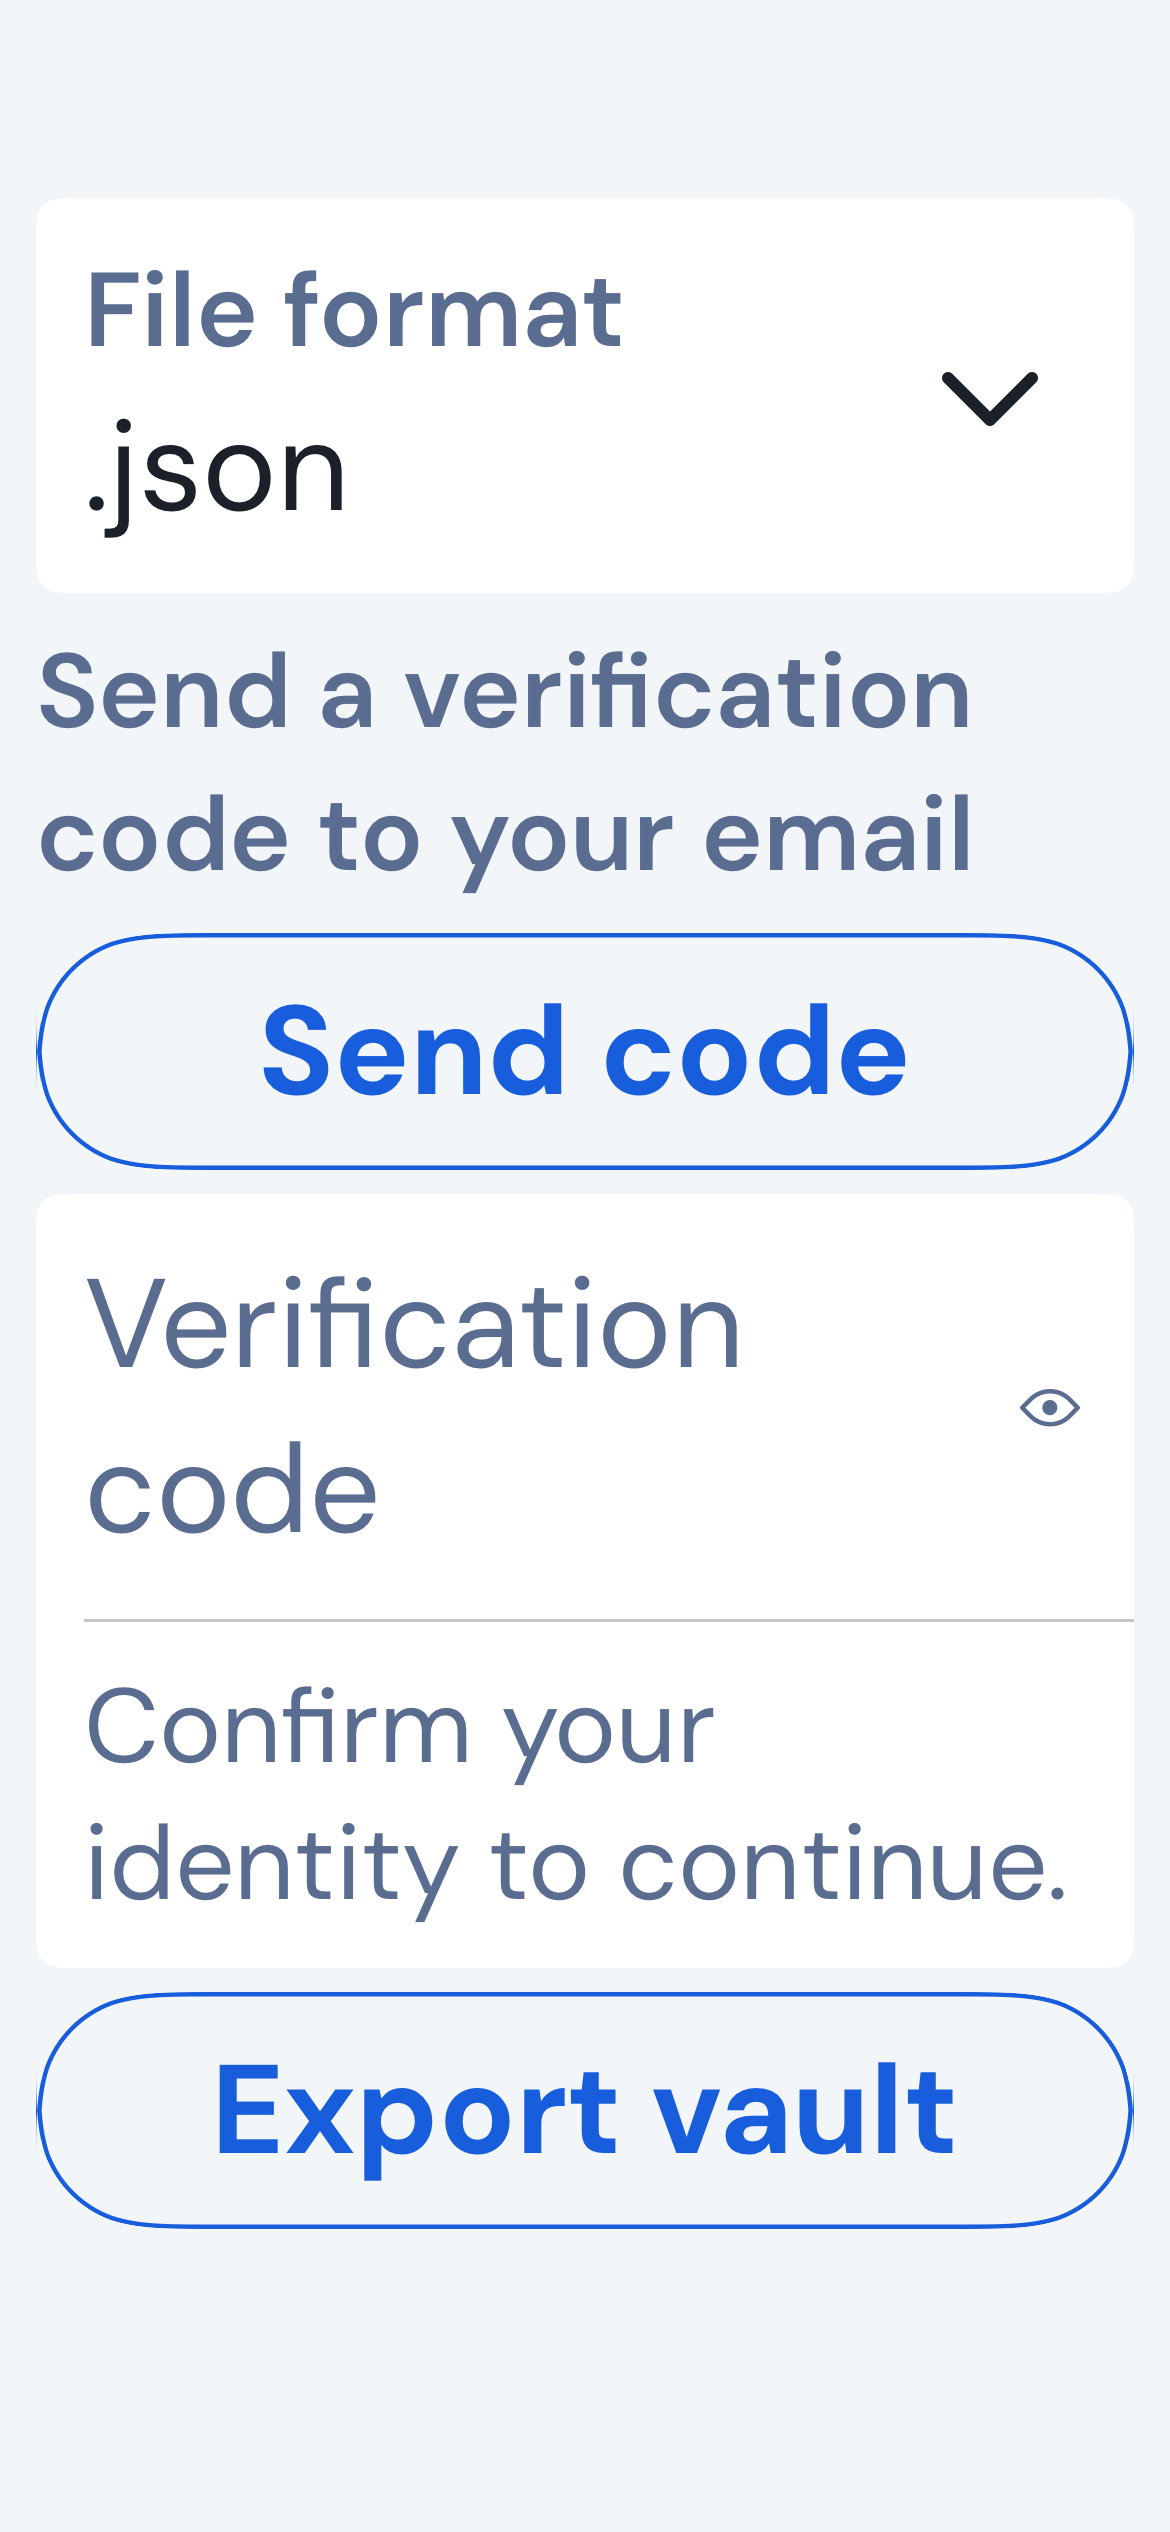 File format
.json
Send a verification
code to your email
Send code
Verification
code
Confirm your
identity to continue.
Export vault